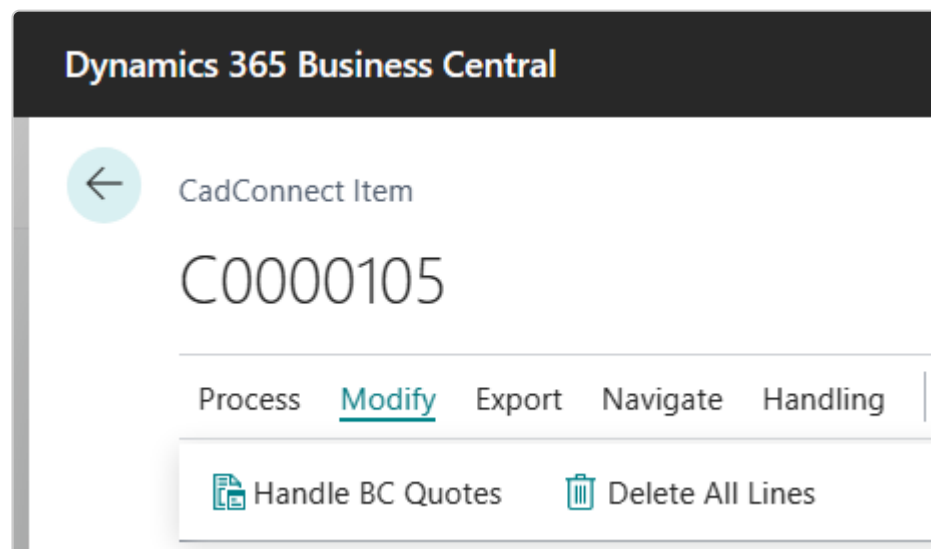 Dynamics 365 Business Central
CadConnect Item
C0000105
Process Modify Export Navigate Handling
Handle BC Quotes Delete All Lines